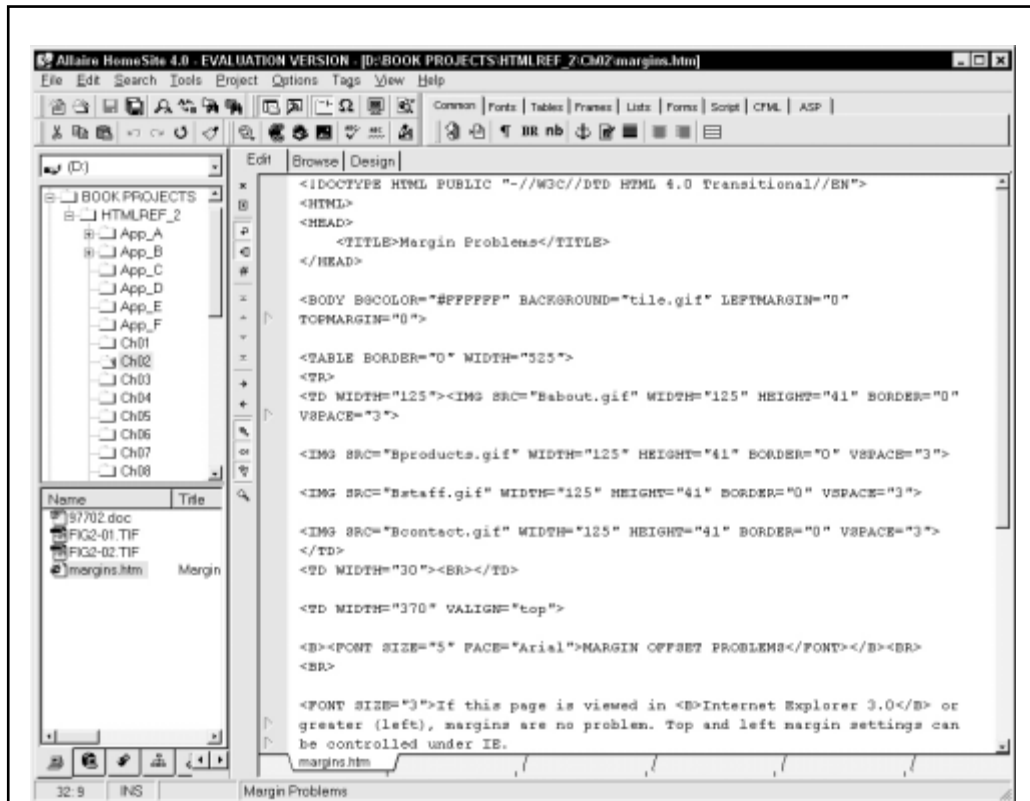 Allaire HomeSite 4.0 - EVALUATION VERSION - [D:\BOOK PROJECTS\HTMLREF_2\Ch02\margins.htm]
File Edit Search Tools Project Options Tags View Help
Common Fonts Tables Frames Lists Forms Script CFML ASP
¶ BR nb
(D:)
BOOK PROJECTS
HTMLREF_2
App_A
App_B
App_C
App_D
App_E
App_F
Ch01
Ch02
Ch03
Ch04
Ch05
Ch06
Ch07
Ch08
Name Title
97702.doc
FIG2-01.TIF
FIG2-02.TIF
margins.htm Margin
Edit Browse Design
<!DOCTYPE HTML PUBLIC "-//W3C//DTD HTML 4.0 Transitional//EN">
<HTML>
<HEAD>
<TITLE>Margin Problems</TITLE>
</HEAD>
<BODY BGCOLOR="#FFFFFF" BACKGROUND="tile.gif" LEFTMARGIN="0"
TOPMARGIN="0">
<TABLE BORDER="0" WIDTH="525">
<TR>
<TD WIDTH="125"><IMG SRC="Babout.gif" WIDTH="125" HEIGHT="41" BORDER="0"
VSPACE="3">
<IMG SRC="Bproducts.gif" WIDTH="125" HEIGHT="41" BORDER="0" VSPACE="3">
<IMG SRC="Bstaff.gif" WIDTH="125" HEIGHT="41" BORDER="0" VSPACE="3">
<IMG SRC="Bcontact.gif" WIDTH="125" HEIGHT="41" BORDER="0" VSPACE="3">
</TD>
<TD WIDTH="30"><BR></TD>
<TD WIDTH="370" VALIGN="top">
<B><FONT SIZE="5" FACE="Arial">MARGIN OFFSET PROBLEMS</FONT></B><BR>
<BR>
<FONT SIZE="3">If this page is viewed in <B>Internet Explorer 3.0</B> or
greater (left), margins are no problem. Top and left margin settings can
be controlled under IE.
margins.htm
32:9 INS Margin Problems